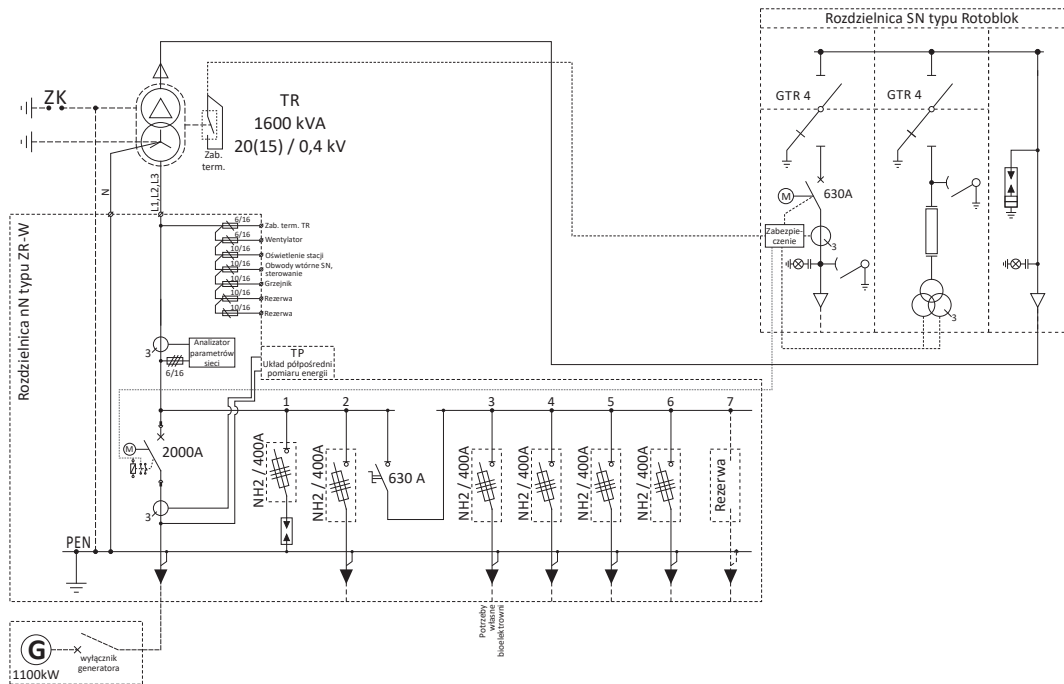 Rozdzielnica SN typu Rotoblok
GTR 4
GTR 4
M
630A
Zabezpie-
czenie
3
3
ZK
TR
1600 kVA
20(15) / 0,4 kV
Zab.
term.
N
L1,L2,L3
Rozdzielnica nN typu ZR-W
6/16
Zab. term. TR
6/16
Wentylator
10/16
Oświetlenie stacji
10/16
Obwody wtórne SN,
sterowanie
10/16
Grzejnik
10/16
Rezerwa
10/16
Rezerwa
3
Analizator
parametrów
sieci
6/16
TP
Układ półpośredni
pomiaru energii
1
2
3
4
5
6
7
M
2000A
NH2 / 400A
NH2 / 400A
630 A
NH2 / 400A
NH2 / 400A
NH2 / 400A
NH2 / 400A
Rezerwa
3
PEN
Potrzeby
własne
bioelektrowni
G
1100kW
wyłącznik
generatora